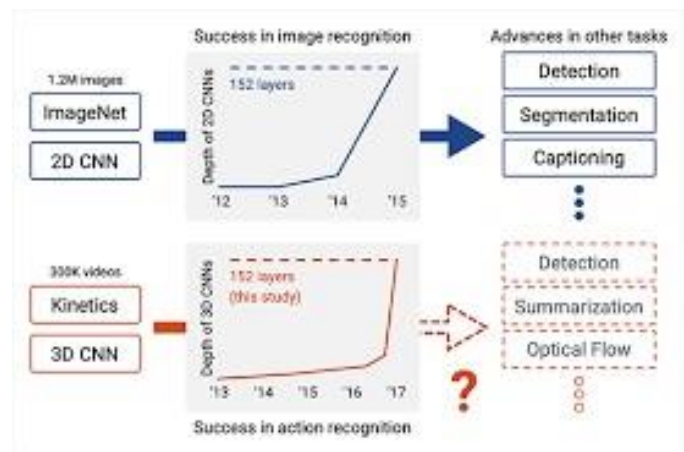 Success in image recognition
Advances in other tasks
1.2M images
ImageNet
2D CNN
Depth of 2D CNNs
152 layers
'12 '13 '14 '15
Detection
Segmentation
Captioning
300K videos
Kinetics
3D CNN
Depth of 3D CNNs
152 layers
(this study)
'13 '14 '15 '16 '17
Success in action recognition
?
Detection
Summarization
Optical Flow